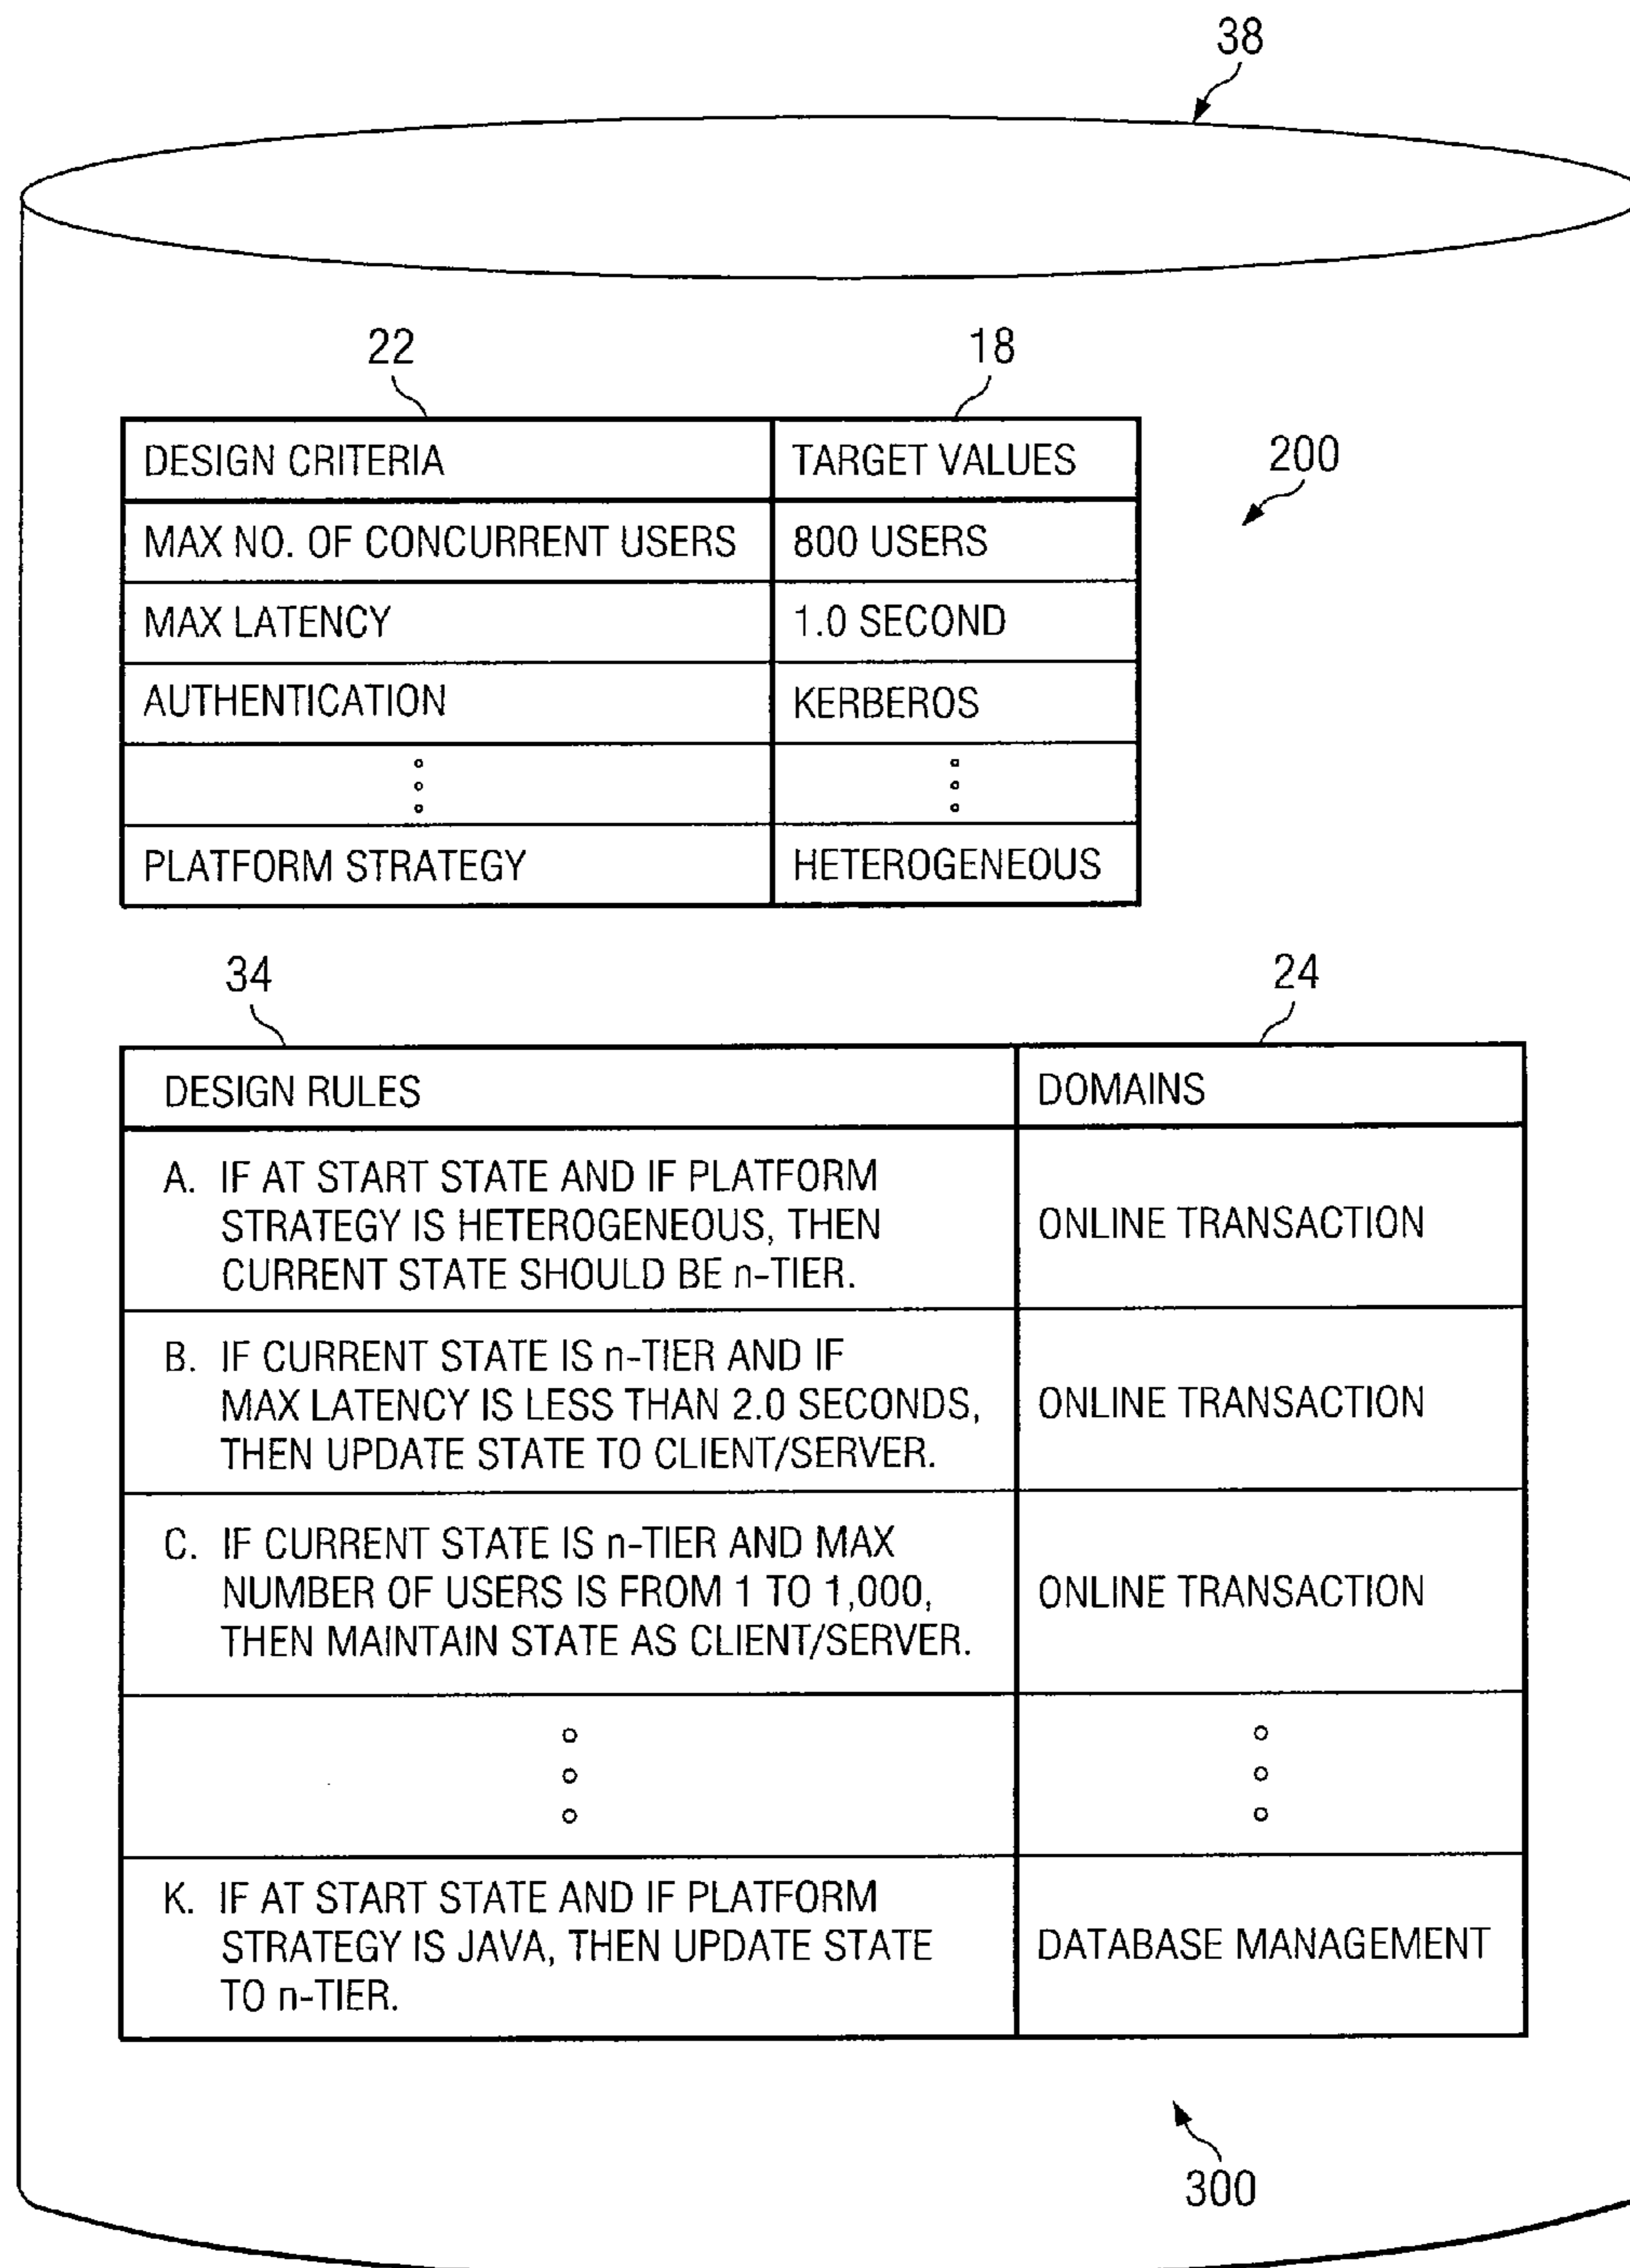 38
22
18
200
DESIGN CRITERIA
TARGET VALUES
MAX NO. OF CONCURRENT USERS
800 USERS
MAX LATENCY
1.0 SECOND
AUTHENTICATION
KERBEROS
PLATFORM STRATEGY
HETEROGENEOUS
34
24
DESIGN RULES
DOMAINS
A. IF AT START STATE AND IF PLATFORM
STRATEGY IS HETEROGENEOUS, THEN
CURRENT STATE SHOULD BE n-TIER.
ONLINE TRANSACTION
B. IF CURRENT STATE IS n-TIER AND IF
MAX LATENCY IS LESS THAN 2.0 SECONDS,
THEN UPDATE STATE TO CLIENT/SERVER.
ONLINE TRANSACTION
C. IF CURRENT STATE IS n-TIER AND MAX
NUMBER OF USERS IS FROM 1 TO 1,000,
THEN MAINTAIN STATE AS CLIENT/SERVER.
ONLINE TRANSACTION
K. IF AT START STATE AND IF PLATFORM
STRATEGY IS JAVA, THEN UPDATE STATE
TO n-TIER.
DATABASE MANAGEMENT
300